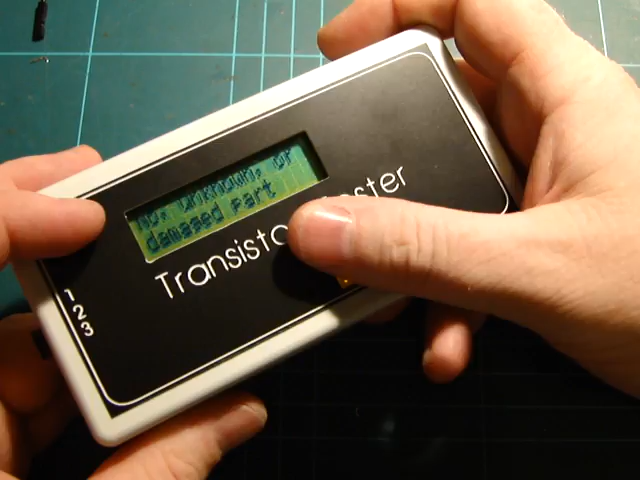 No, unknown, or
damaged part
Transisto ester
1
2
3